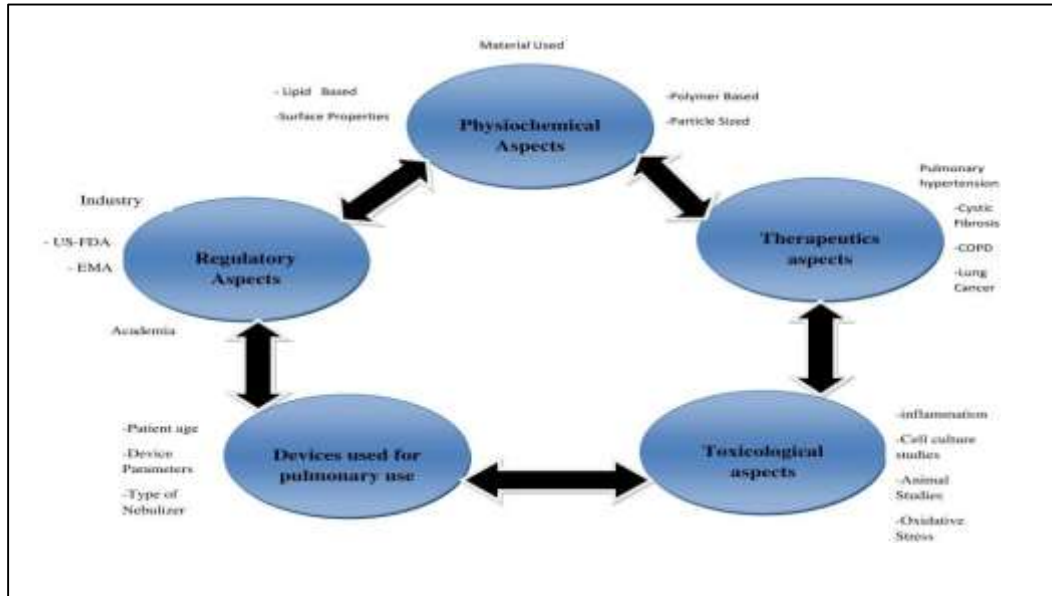 Material Used
- Lipid Based
-Surface Properties
Physiochemical
Aspects
-Polymer Based
-Particle Sized
Pulmonary
hypertension
-Cystic
Fibrosis
-COPD
-Lung
Cancer
Therapeutics
aspects
Industry
- US-FDA
- EMA
Regulatory
Aspects
Academia
-Patient age
-Device
Parameters
-Type of
Nebulizer
Devices used for
pulmonary use
Toxicological
aspects
-inflammation
-Cell culture
studies
-Animal
Studies
-Oxidative
Stress